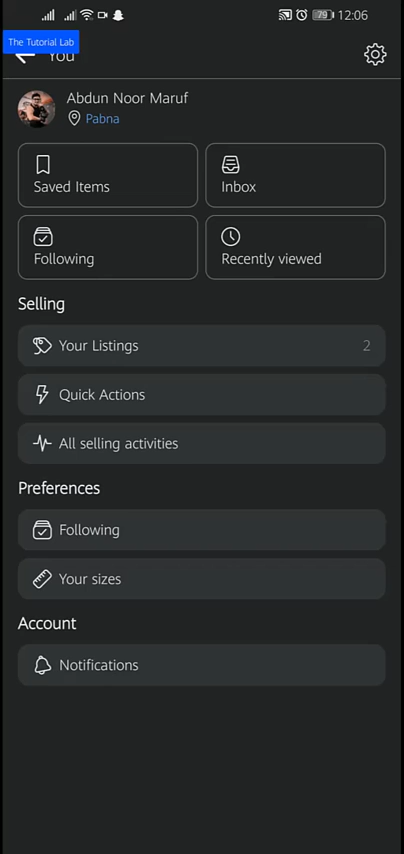 79 12:06
The Tutorial Lab
You
Abdun Noor Maruf
Pabna
Saved Items
Inbox
Following
Recently viewed
Selling
Your Listings 2
Quick Actions
All selling activities
Preferences
Following
Your sizes
Account
Notifications